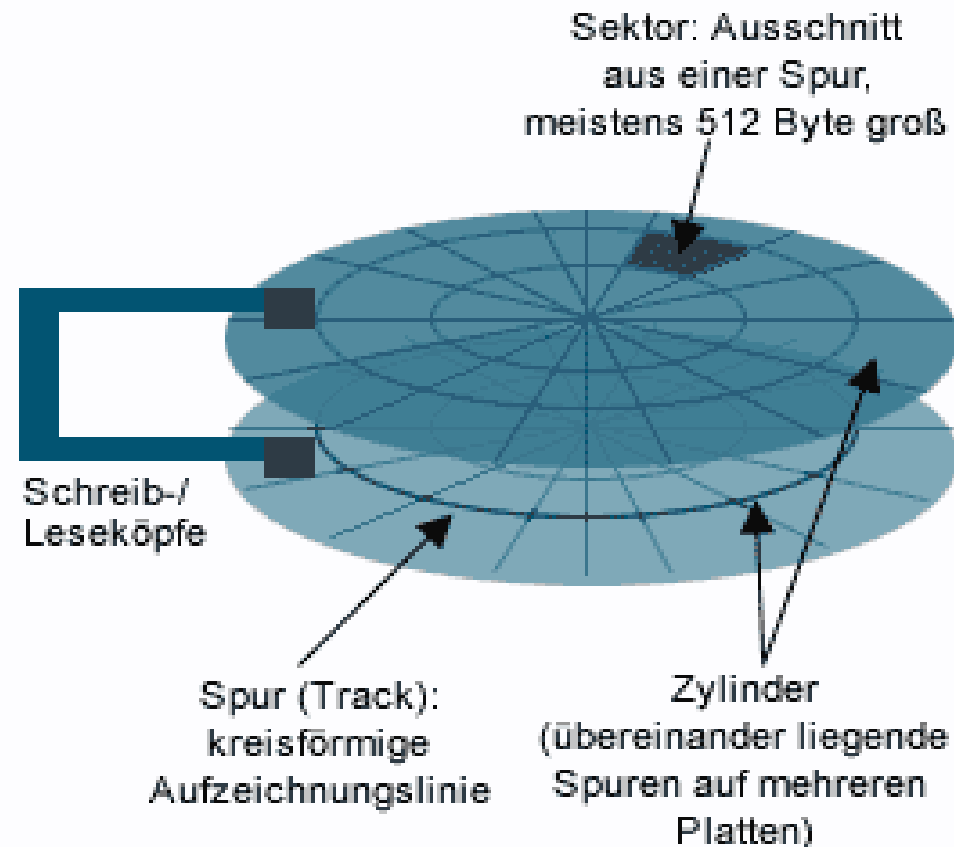 Sektor: Ausschnitt
aus einer Spur,
meistens 512 Byte groß
Schreib-/
Leseköpfe
Spur (Track):
kreisförmige
Aufzeichnungslinie
Zylinder
(übereinander liegende
Spuren auf mehreren
Platten)